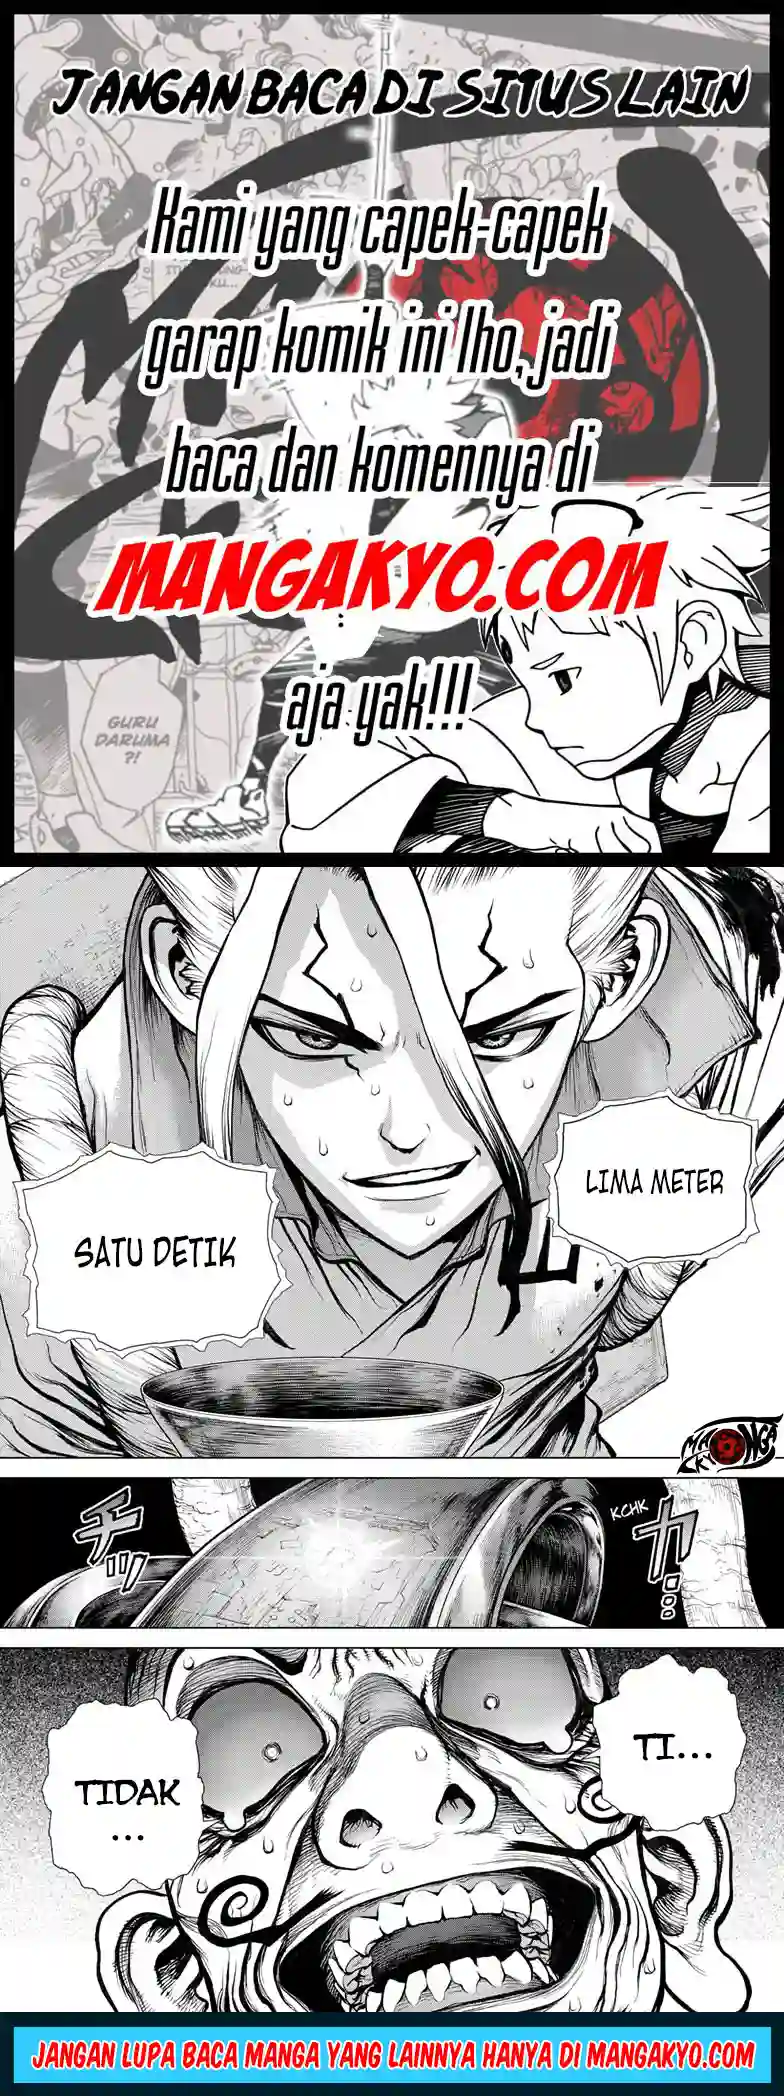 JANGAN BACA DI SITUS LAIN
Kami yang capek-capek
garap komik ini lho, jadi
baca dan komennya di
MANGAKYO.COM
aja yak!!!
GURU
DARUMA
?!
LIMA METER
SATU DETIK
MANGA
KYO
KCHK
カ
チッ
TI...
TIDAK
...
JANGAN LUPA BACA MANGA YANG LAINNYA HANYA DI MANGAKYO.COM